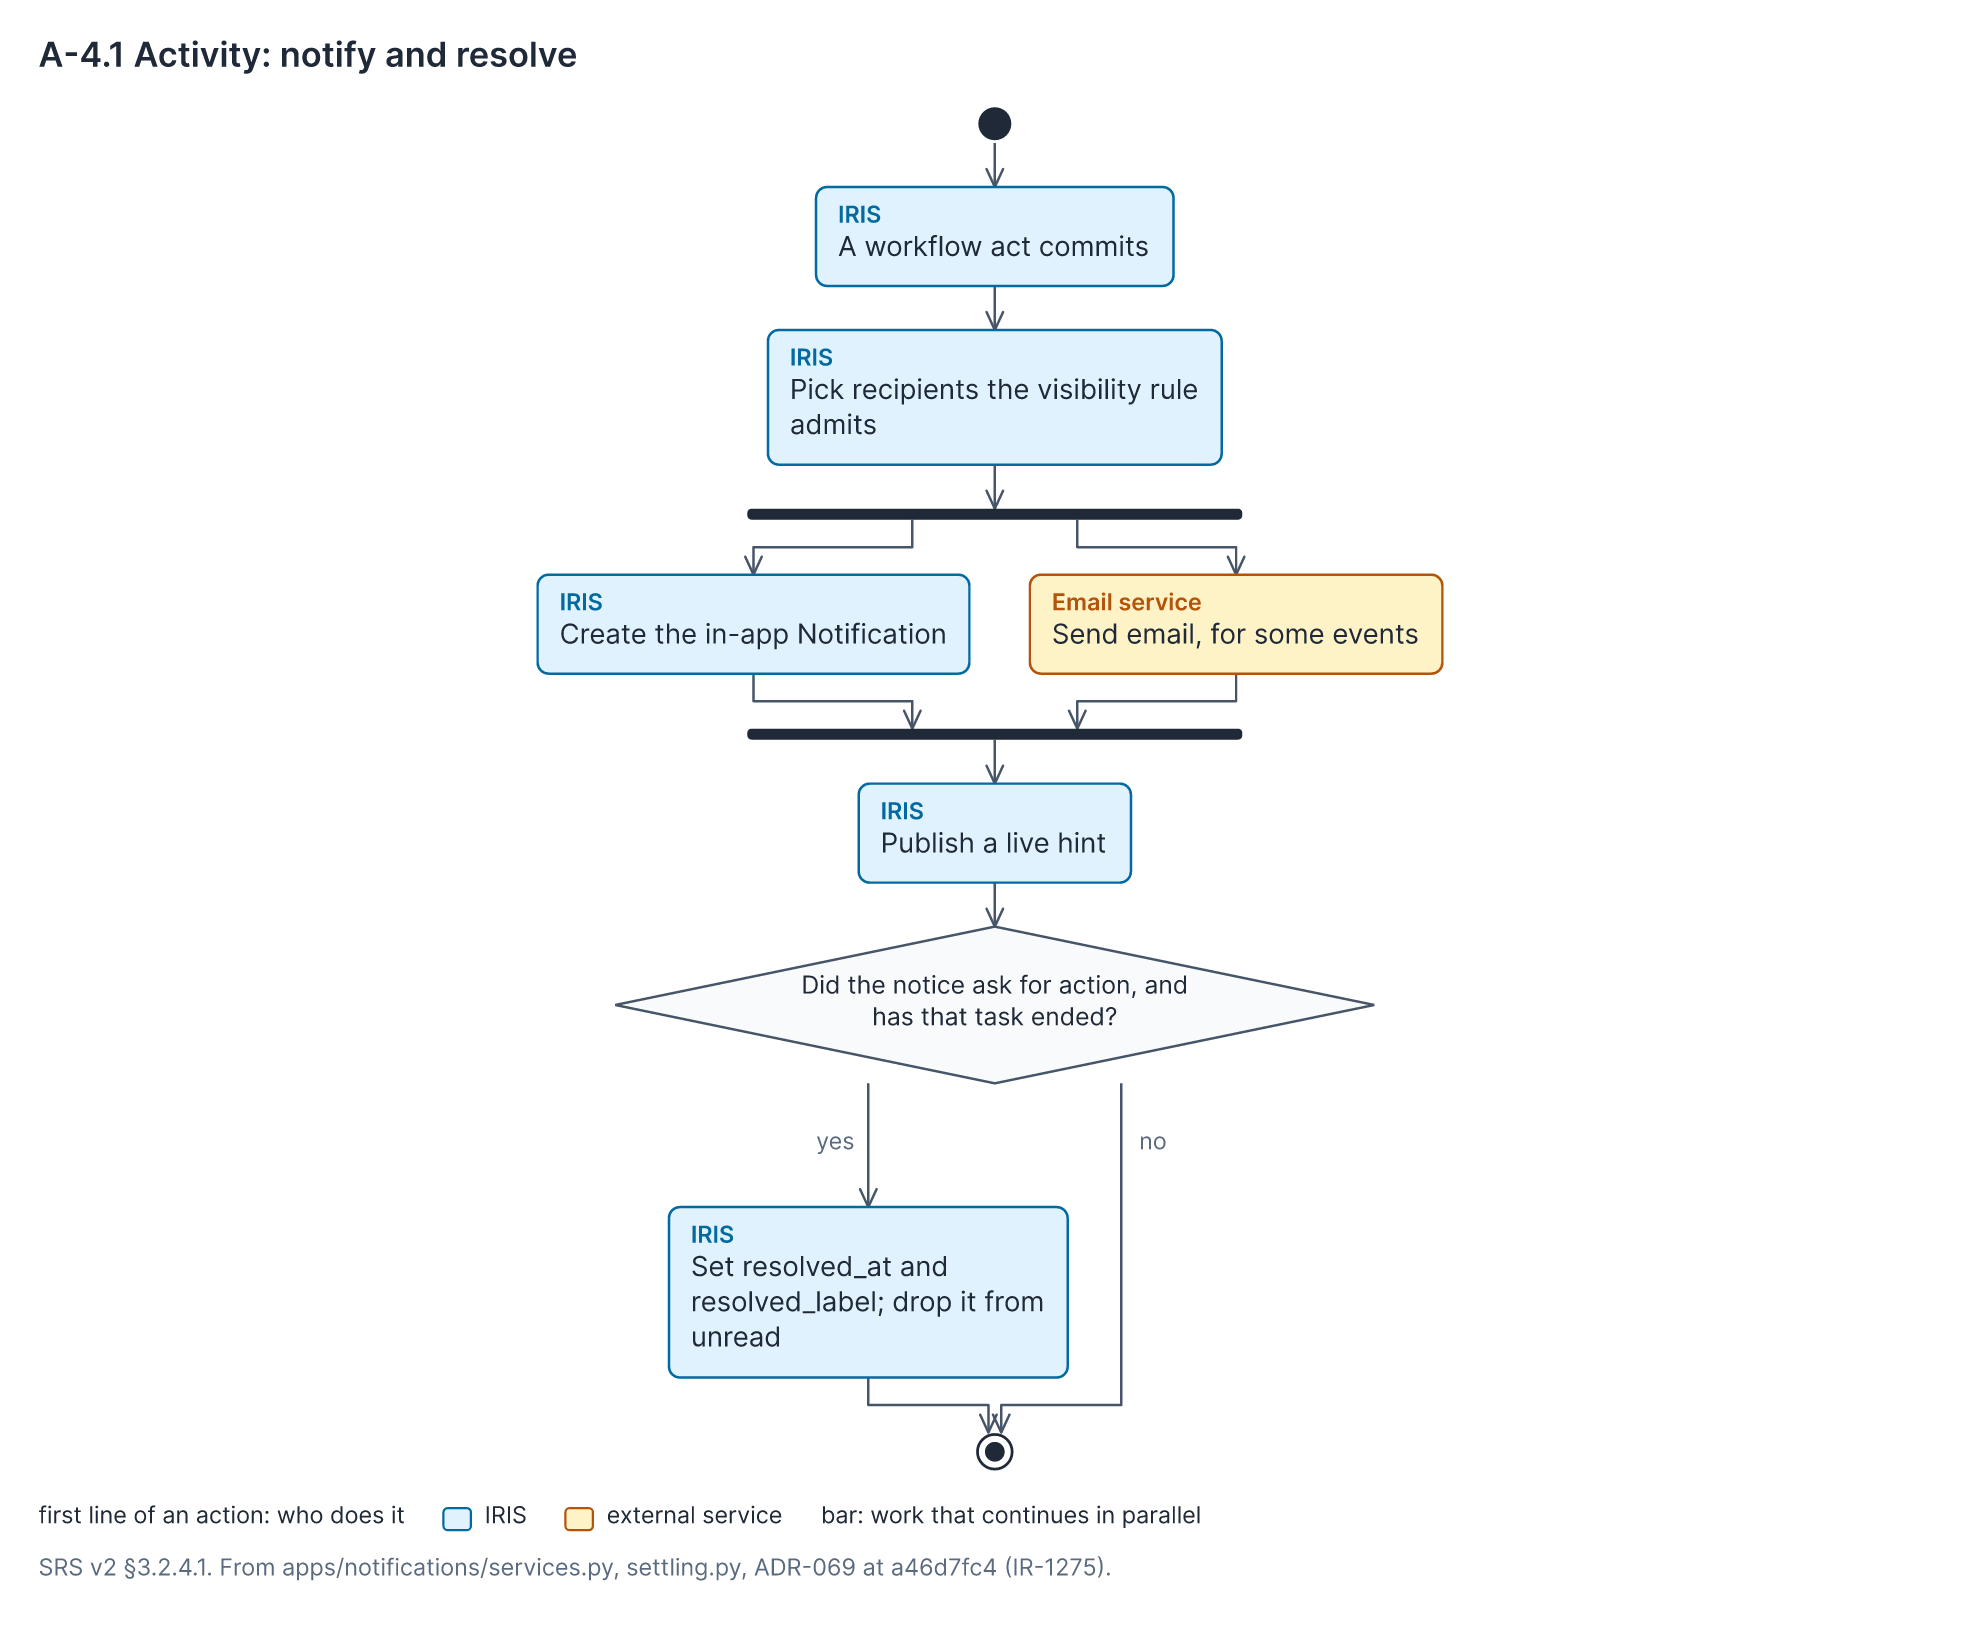 A-4.1 Activity: notify and resolve
IRIS
A workflow act commits
IRIS
Pick recipients the visibility rule
admits
IRIS
Create the in-app Notification
Email service
Send email, for some events
IRIS
Publish a live hint
Did the notice ask for action, and
has that task ended?
yes
no
IRIS
Set resolved_at and
resolved_label; drop it from
unread
first line of an action: who does it
IRIS
external service
bar: work that continues in parallel
SRS v2 §3.2.4.1. From apps/notifications/services.py, settling.py, ADR-069 at a46d7fc4 (IR-1275).